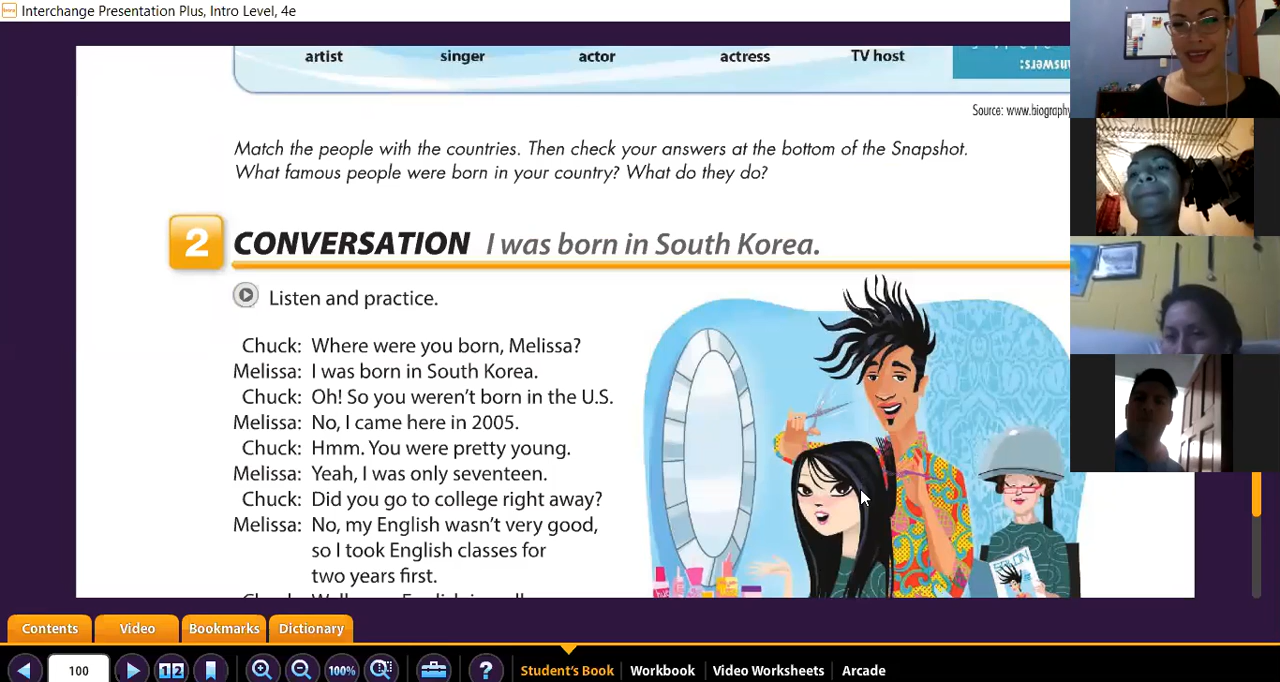 Interchange Presentation Plus, Intro Level, 4e
artist singer actor actress TV host
Source: www.biography
Match the people with the countries. Then check your answers at the bottom of the Snapshot.
What famous people were born in your country? What do they do?
2 CONVERSATION I was born in South Korea.
Listen and practice.
Chuck: Where were you born, Melissa?
Melissa: I was born in South Korea.
Chuck: Oh! So you weren't born in the U.S.
Melissa: No, I came here in 2005.
Chuck: Hmm. You were pretty young.
Melissa: Yeah, I was only seventeen.
Chuck: Did you go to college right away?
Melissa: No, my English wasn't very good,
so I took English classes for
two years first.
SALON
Contents Video Bookmarks Dictionary
100 12 100% ? Student's Book Workbook Video Worksheets Arcade